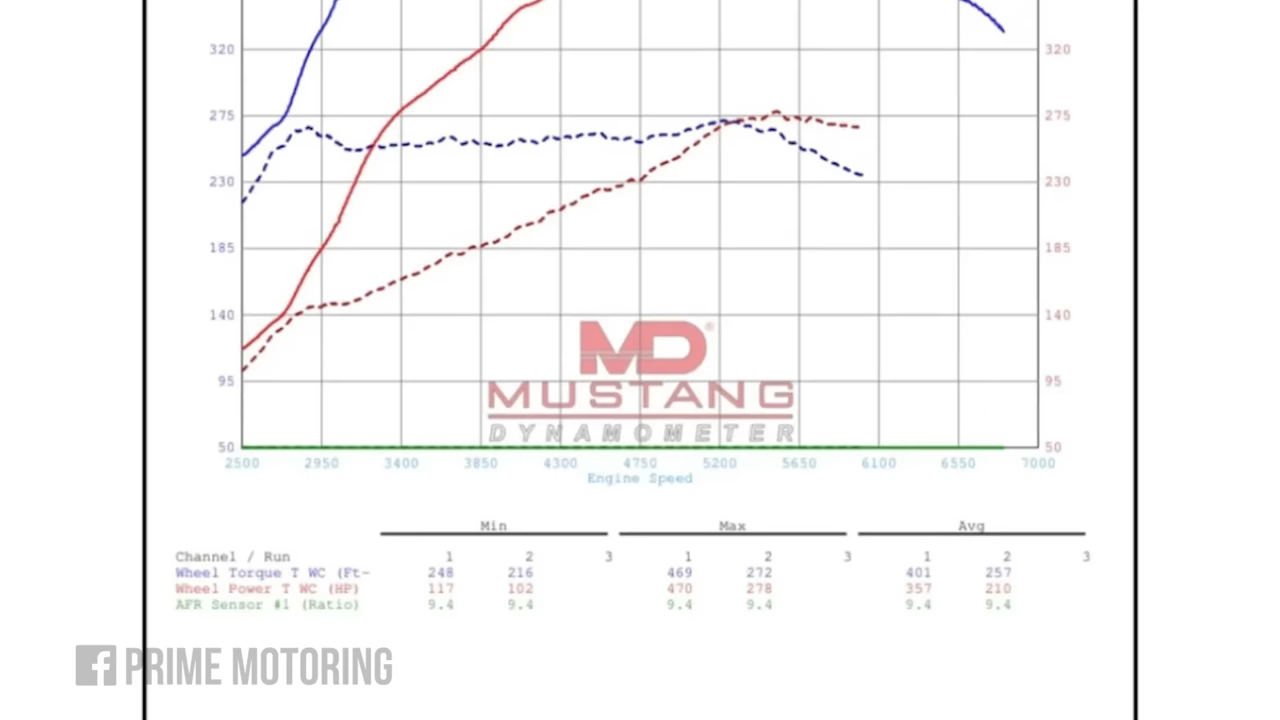 320 320
275 275
230 230
185 185
140 140
MD®
95 95
MUSTANG
DYNAMOMETER
50 50
2500 2950 3400 3850 4300 4750 5200 5650 6100 6550 7000
Engine Speed
Min Max Avg
Channel / Run 1 2 3 1 2 3 1 2 3
Wheel Torque T WC (Ft- 248 216 469 272 401 257
Wheel Power T WC (HP) 117 102 470 278 357 210
AFR Sensor #1 (Ratio) 9.4 9.4 9.4 9.4 9.4 9.4
f PRIME MOTORING